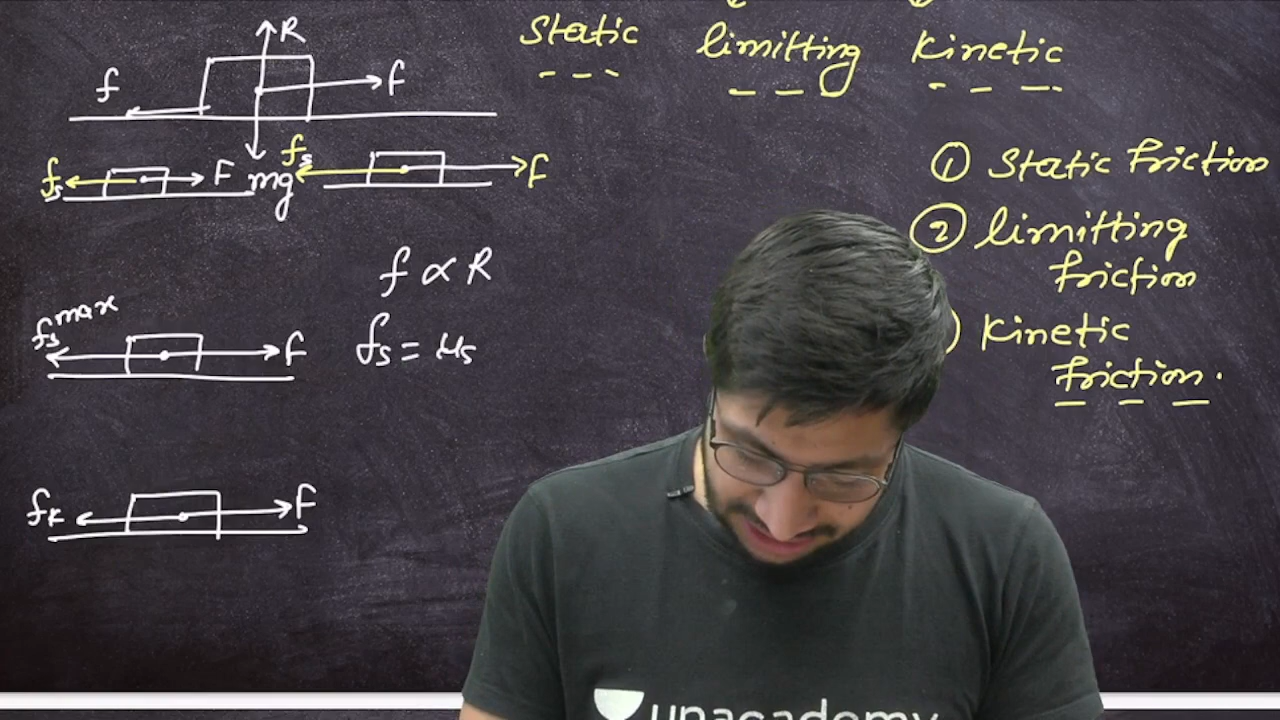 Static limitting Kinetic
R
f F
mg
fs F
fs F
① Static friction
② limitting
friction
Kinetic
friction.
f ∝ R
fs max F
fs = μs
fK F
unacademy